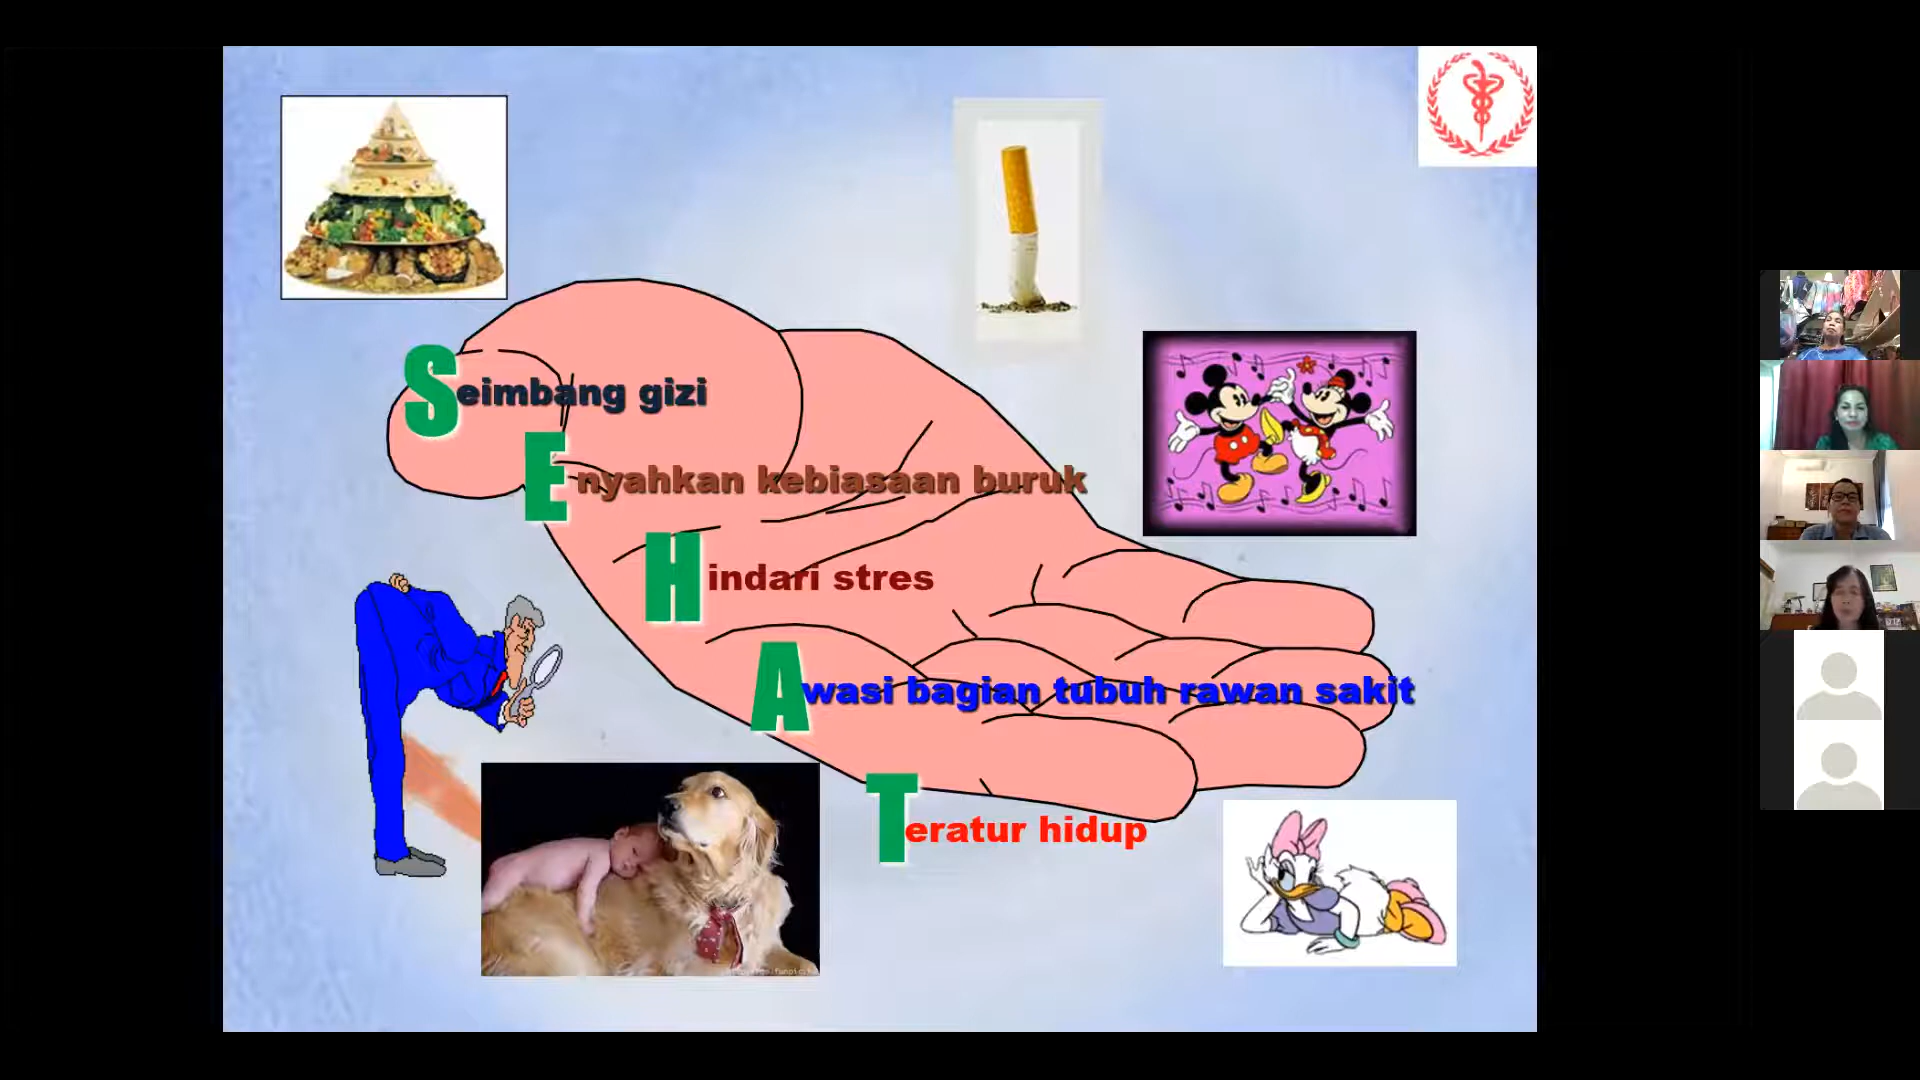 Seimbang gizi
Enyahkan kebiasaan buruk
Hindari stres
Awasi bagian tubuh rawan sakit
Teratur hidup